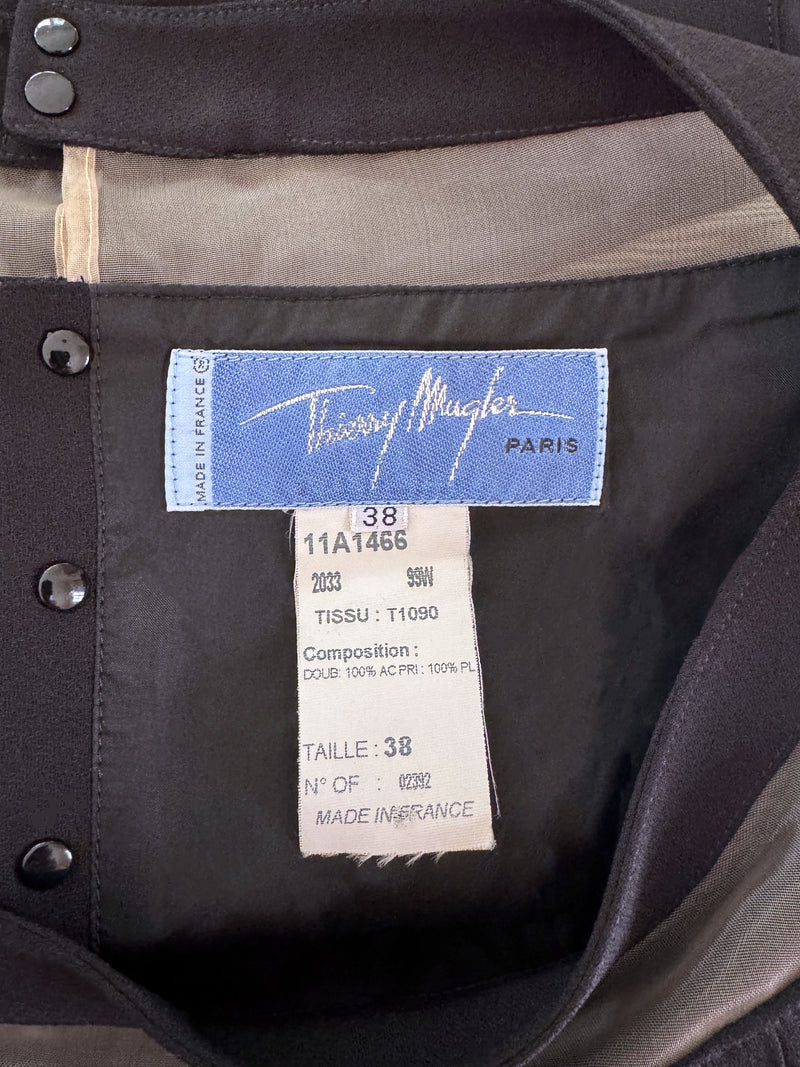 MADE IN FRANCE ®
Thierry Mugler
PARIS
38
11A1466
2033 99W
TISSU : T1090
Composition :
DOUB: 100% AC PRI : 100% PL
TAILLE : 38
N° OF : 02392
MADE IN FRANCE